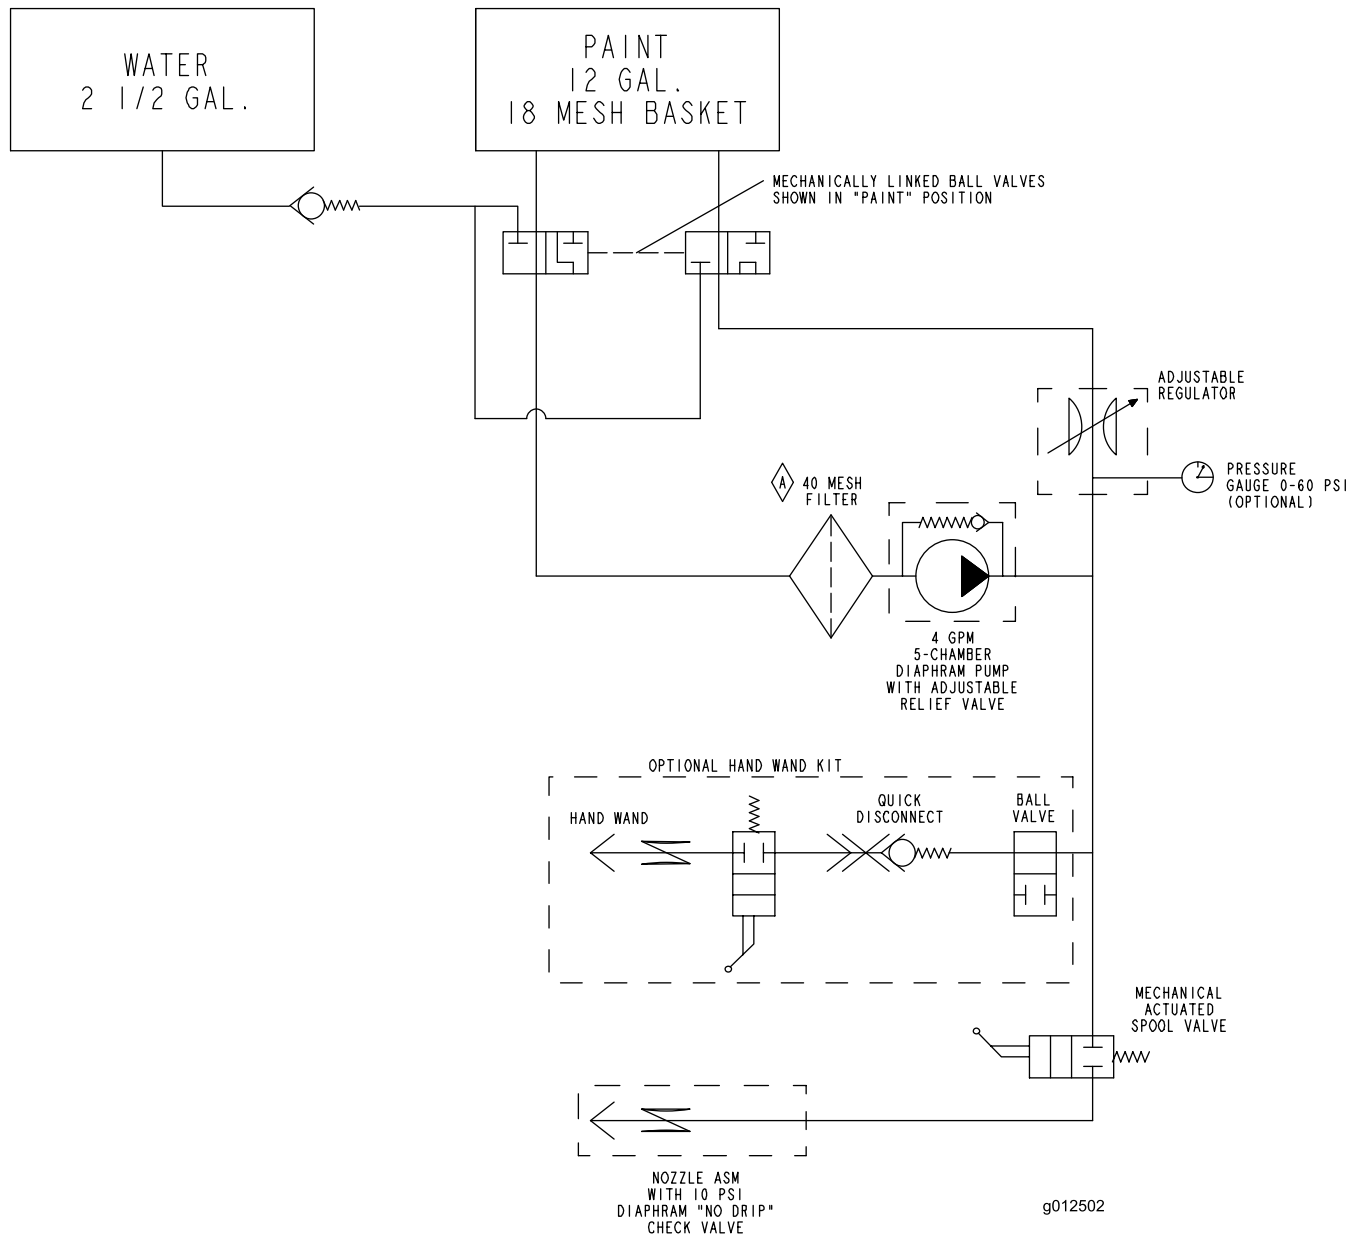 WATER
2 1/2 GAL.
PAINT
12 GAL.
18 MESH BASKET
MECHANICALLY LINKED BALL VALVES
SHOWN IN "PAINT" POSITION
ADJUSTABLE
REGULATOR
PRESSURE
GAUGE 0-60 PSI
(OPTIONAL)
A
40 MESH
FILTER
4 GPM
5-CHAMBER
DIAPHRAM PUMP
WITH ADJUSTABLE
RELIEF VALVE
OPTIONAL HAND WAND KIT
HAND WAND
QUICK
DISCONNECT
BALL
VALVE
MECHANICAL
ACTUATED
SPOOL VALVE
NOZZLE ASM
WITH 10 PSI
DIAPHRAM "NO DRIP"
CHECK VALVE
g012502